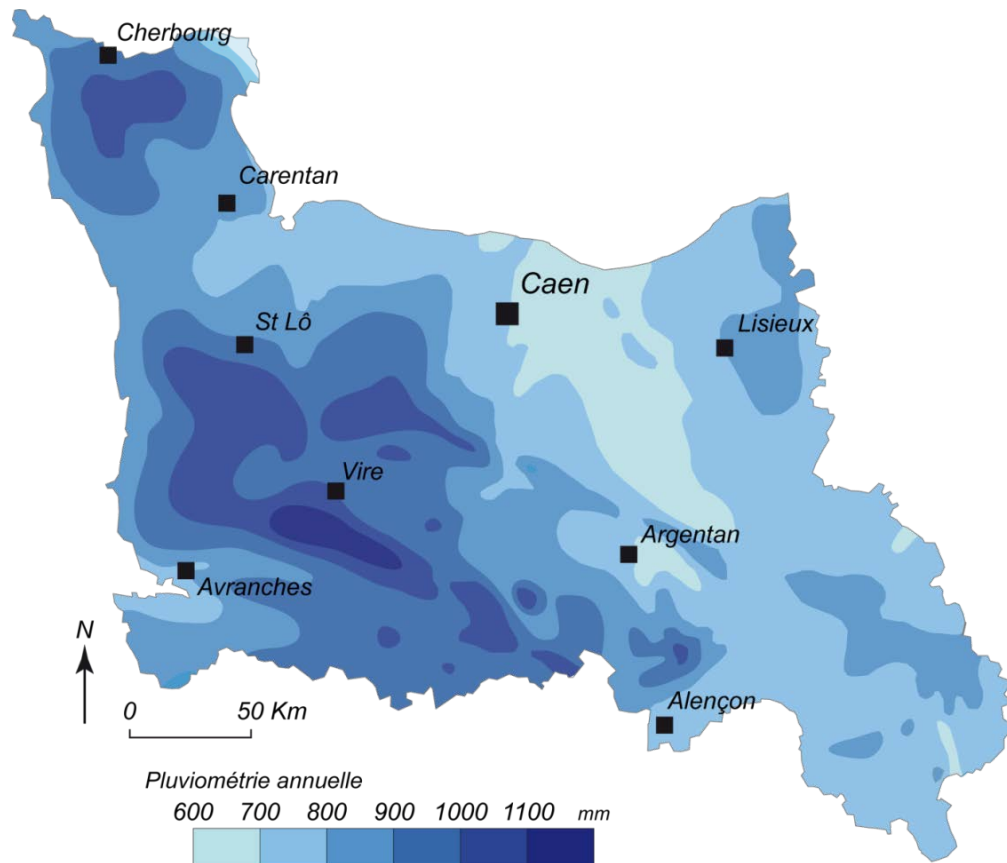 Cherbourg
Carentan
Caen
St Lô
Lisieux
Vire
Argentan
Avranches
N
Alençon
0 50 Km
Pluviométrie annuelle
600 700 800 900 1000 1100 mm